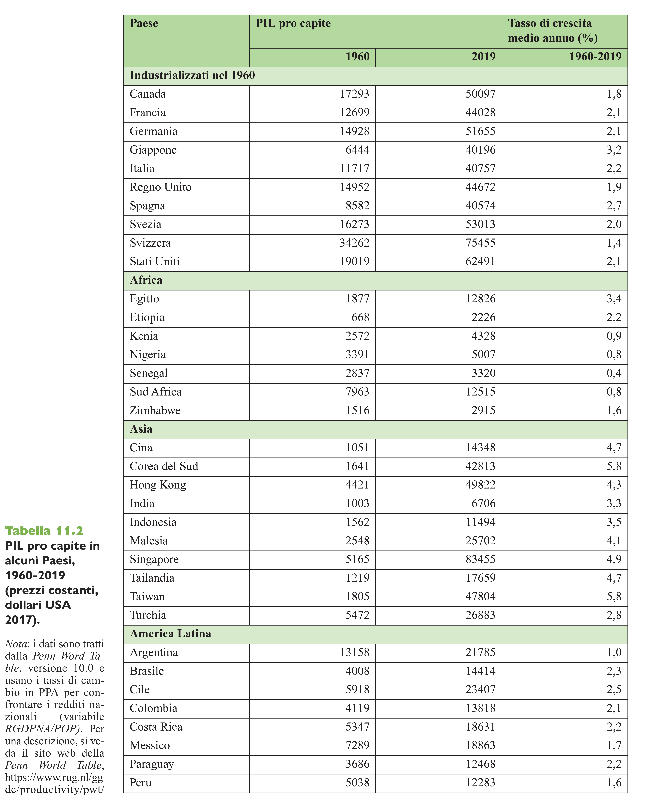 Paese PIL pro capite Tasso di crescita
medio annuo (%)
1960 2019 1960-2019
Industrializzati nel 1960
Canada 17293 50097 1,8
Francia 12699 44028 2,1
Germania 14928 51655 2,1
Giappone 6444 40196 3,2
Italia 11717 40757 2,2
Regno Unito 14952 44672 1,9
Spagna 8582 40574 2,7
Svezia 16273 53013 2,0
Svizzera 34262 75455 1,4
Stati Uniti 19019 62491 2,1
Africa
Egitto 1877 12826 3,4
Etiopia 668 2226 2,2
Kenia 2572 4328 0,9
Nigeria 3391 5007 0,8
Senegal 2837 3320 0,4
Sud Africa 7963 12515 0,8
Zimbabwe 1516 2915 1,6
Asia
Cina 1051 14348 4,7
Corea del Sud 1641 42813 5,8
Hong Kong 4421 49822 4,3
India 1003 6706 3,3
Indonesia 1562 11494 3,5
Malesia 2548 25702 4,1
Singapore 5165 83455 4,9
Tailandia 1219 17659 4,7
Taiwan 1805 47804 5,8
Turchia 5472 26883 2,8
America Latina
Argentina 13158 21785 1,0
Brasile 4008 14414 2,3
Cile 5918 23407 2,5
Colombia 4119 13818 2,1
Costa Rica 5347 18631 2,2
Messico 7289 18863 1,7
Paraguay 3686 12468 2,2
Peru 5038 12283 1,6
Tabella 11.2
PIL pro capite in
alcuni Paesi,
1960-2019
(prezzi costanti,
dollari USA
2017).
Nota: i dati sono tratti
dalla Penn Word Ta-
ble, versione 10.0 e
usano i tassi di cam-
bio in PPA per con-
frontare i redditi na-
zionali (variabile
RGDPNA/POP). Per
una descrizione, si ve-
da il sito web della
Penn World Table,
https://www.rug.nl/gg
dc/productivity/pwt/